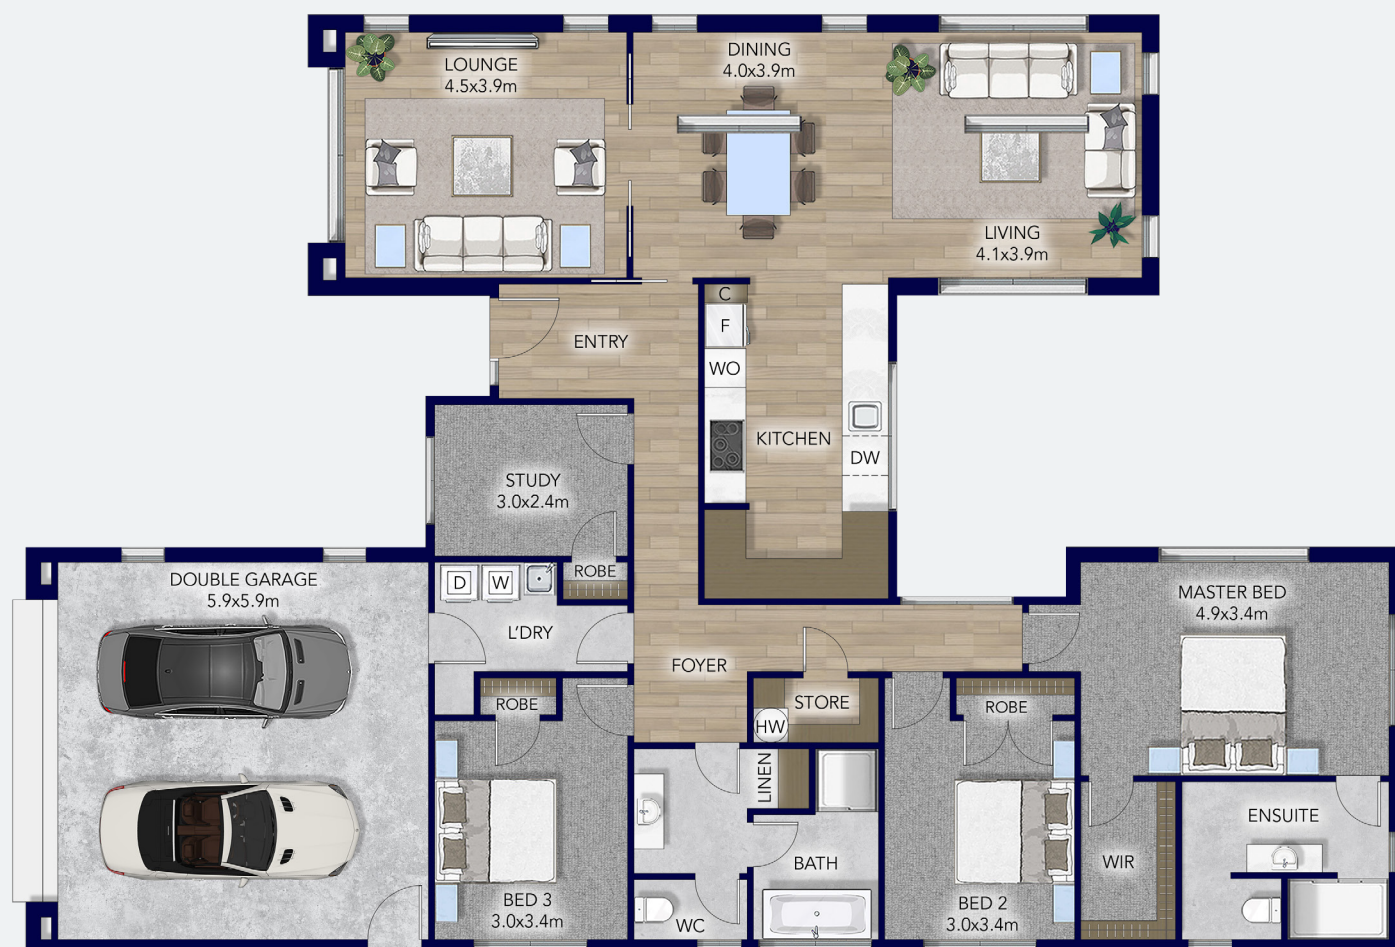 LOUNGE
4.5x3.9m
DINING
4.0x3.9m
LIVING
4.1x3.9m
C
F
WO
ENTRY
KITCHEN
DW
STUDY
3.0x2.4m
ROBE
DOUBLE GARAGE
5.9x5.9m
D
W
L'DRY
FOYER
MASTER BED
4.9x3.4m
ROBE
STORE
HW
ROBE
LINEN
BATH
WC
BED 3
3.0x3.4m
BED 2
3.0x3.4m
WIR
ENSUITE